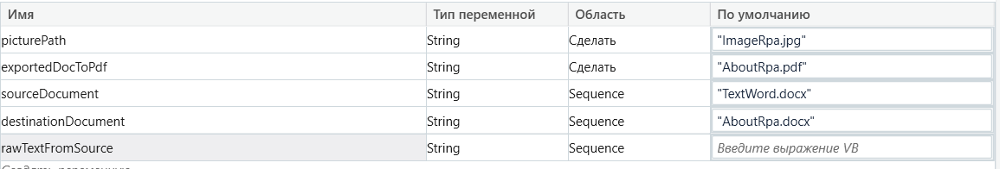 Имя Тип переменной Область По умолчанию
picturePath String Сделать "ImageRpa.jpg"
exportedDocToPdf String Сделать "AboutRpa.pdf"
sourceDocument String Sequence "TextWord.docx"
destinationDocument String Sequence "AboutRpa.docx"
rawTextFromSource String Sequence Введите выражение VB